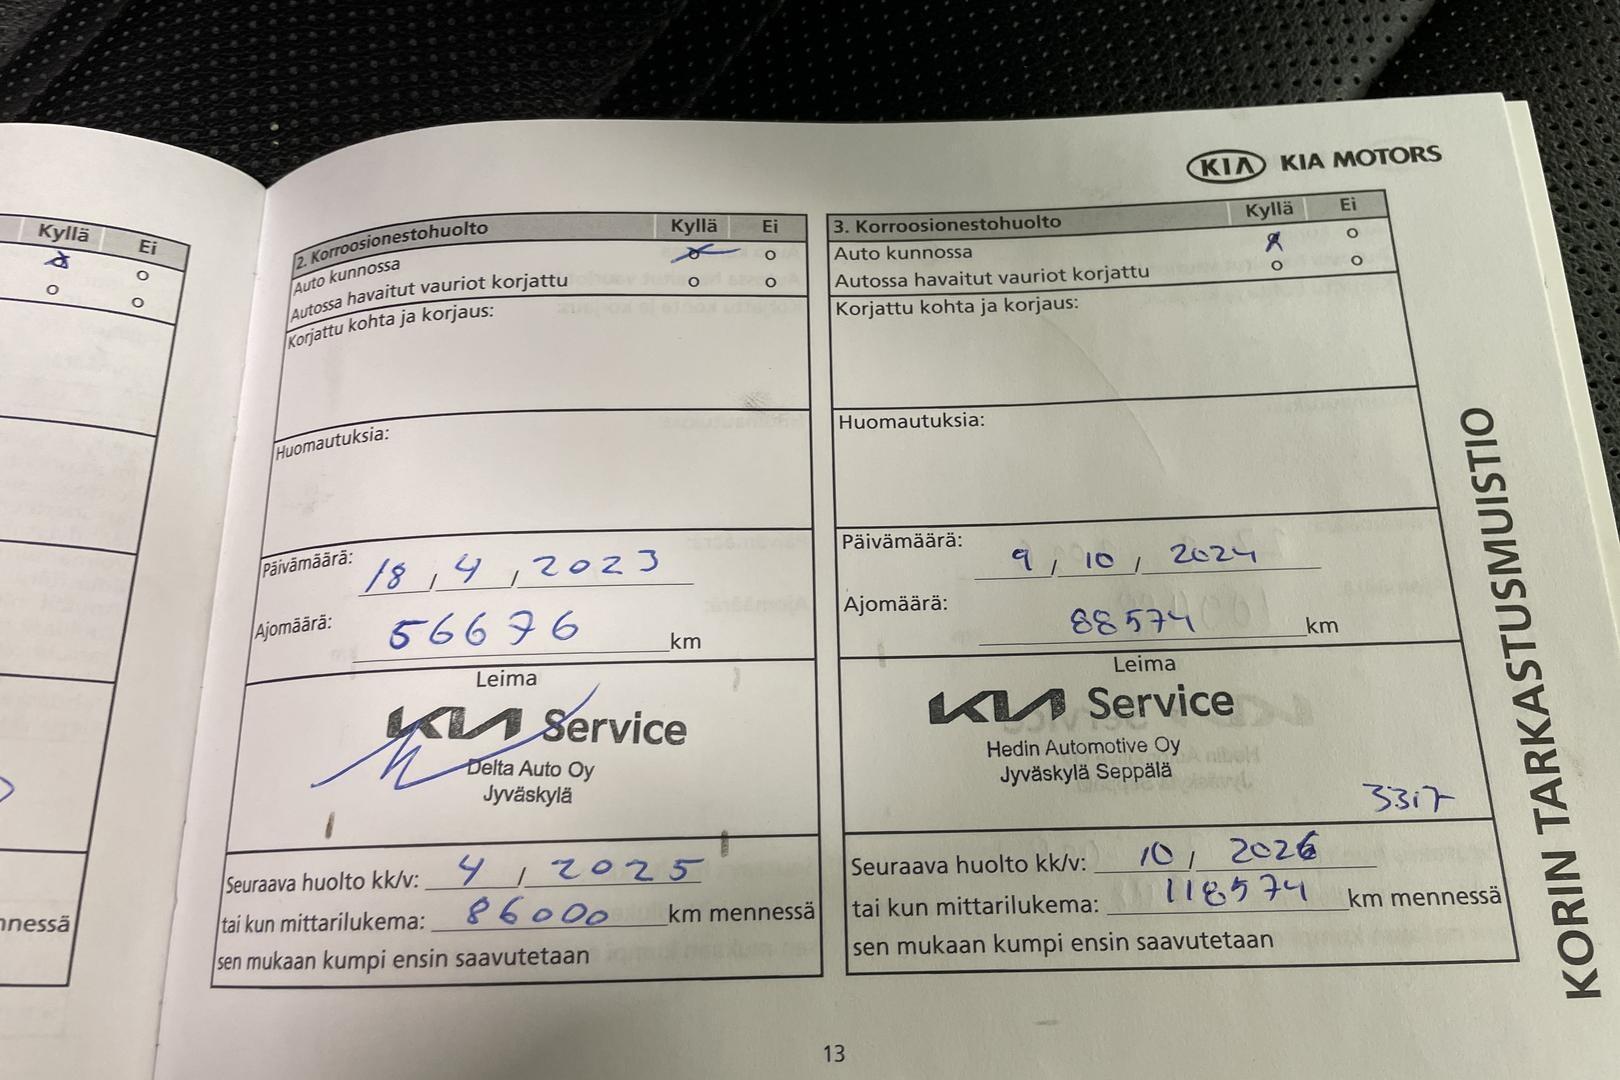 Kyllä Ei
nnessä
KIA KIA MOTORS
2. Korroosionestohuolto Kyllä Ei
Auto kunnossa
Autossa havaitut vauriot korjattu
Korjattu kohta ja korjaus:
Huomautuksia:
Päivämäärä: 18 , 4 , 2023
Ajomäärä: 56676 km
Leima
KIA Service
Delta Auto Oy
Jyväskylä
Seuraava huolto kk/v: 4 / 2025
tai kun mittarilukema: 86000 km mennessä
sen mukaan kumpi ensin saavutetaan
3. Korroosionestohuolto Kyllä Ei
Auto kunnossa
Autossa havaitut vauriot korjattu
Korjattu kohta ja korjaus:
Huomautuksia:
Päivämäärä: 9 / 10 / 2024
Ajomäärä: 88574 km
Leima
KIA Service
Hedin Automotive Oy
Jyväskylä Seppälä
Seuraava huolto kk/v: 10 / 2026
tai kun mittarilukema: 118574 km mennessä
sen mukaan kumpi ensin saavutetaan
KORIN TARKASTUSMUISTIO
13